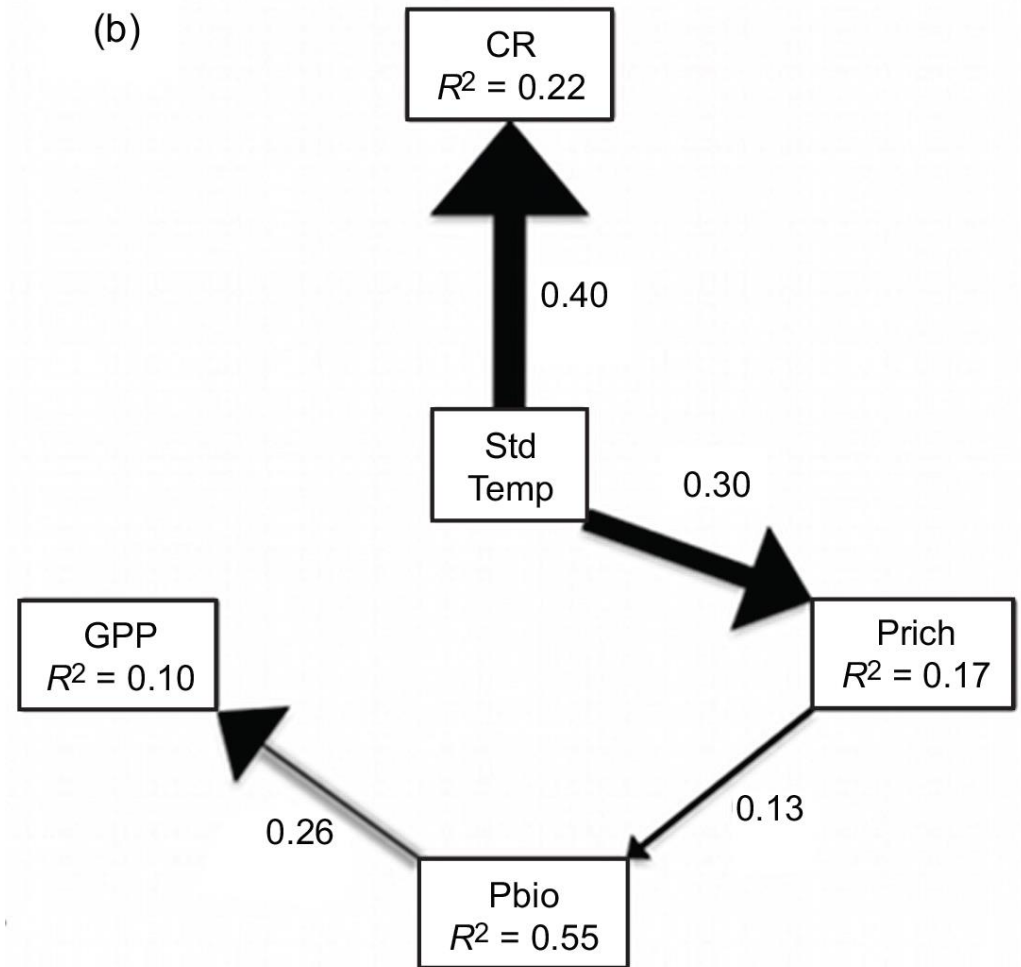 (b)
CR
R² = 0.22
0.40
Std
Temp
0.30
GPP
R² = 0.10
Prich
R² = 0.17
0.13
0.26
Pbio
R² = 0.55